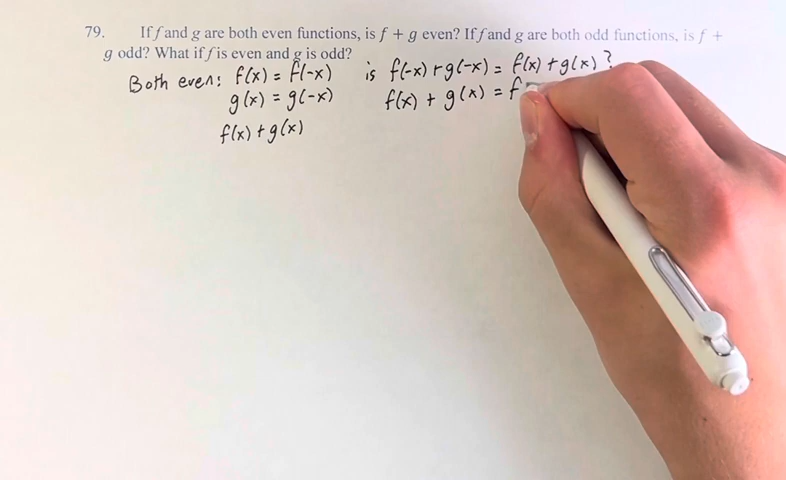 79. If f and g are both even functions, is f + g even? If f and g are both odd functions, is f +
g odd? What if f is even and g is odd?
Both even: f(x) = f(-x) is f(-x) + g(-x) = f(x) + g(x) ?
g(x) = g(-x) f(x) + g(x) = f
f(x) + g(x)